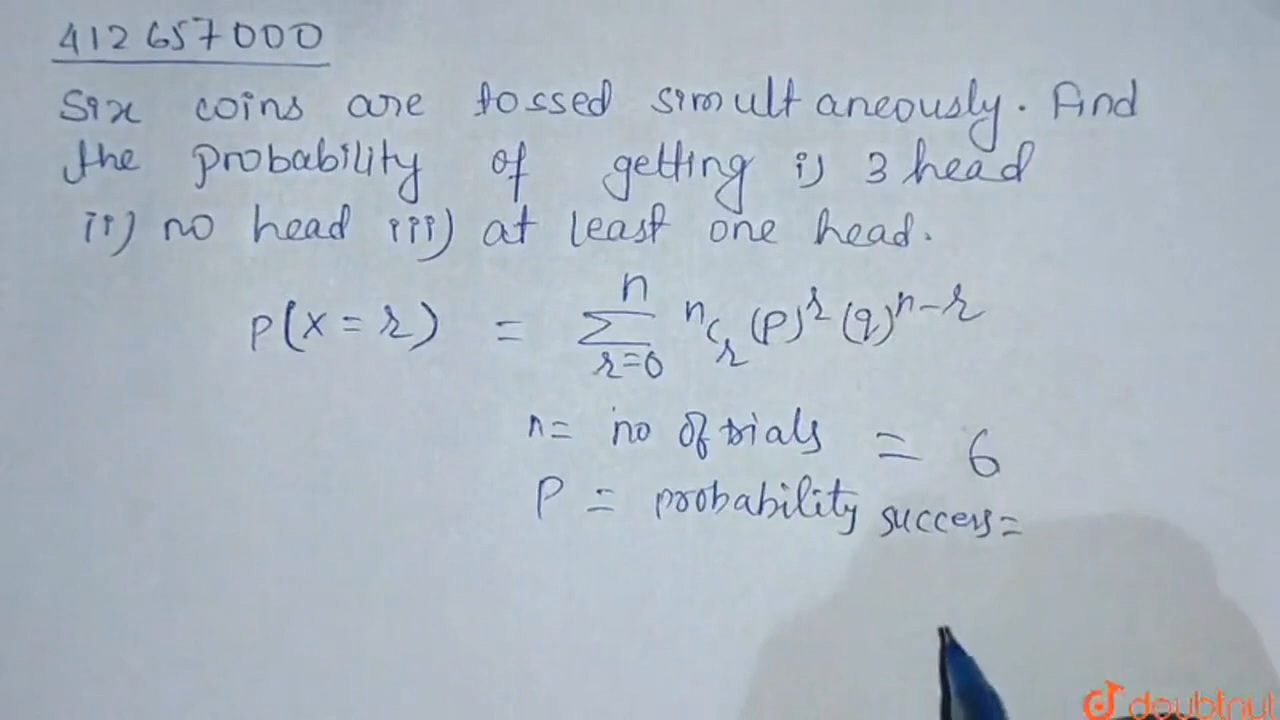 412657000
Six coins are tossed simultaneously. Find
the probability of getting i) 3 head
ii) no head iii) at least one head.
p(x = r) = n∑r=0 ⁿCᵣ (p)ʳ (q)ⁿ⁻ʳ
n = no of trials = 6
P = probability success =
doubtnut